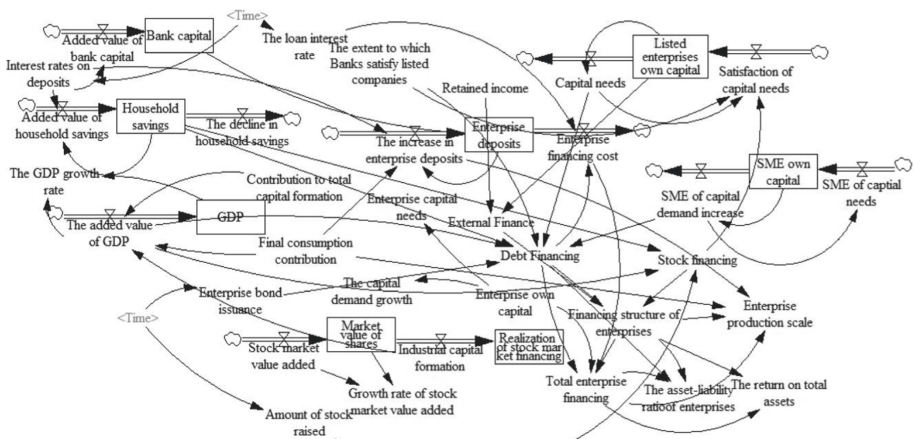 <Time>
Added value of
bank capital
Bank capital
The loan interest
rate
The extent to which
Banks satisfy listed
companies
Listed
enterprises
own capital
Interest rates on
deposits
Capital needs
Satisfaction of
capital needs
Retained income
Added value of
household savings
Household
savings
The decline in
household savings
The increase in
enterprise deposits
Enterprise
deposits
Enterprise
financing cost
SME own
capital
The GDP growth
rate
Contribution to total
capital formation
Enterprise capital
needs
SME of capital
demand increase
SME of captial
needs
The added value
of GDP
GDP
External Finance
Final consumption
contribution
Debt Financing
Stock financing
Enterprise bond
issuance
The capital
demand growth
Enterprise own
capital
Financing structure of
enterprises
Enterprise
production scale
<Time>
Stock market
value added
Market
value of
shares
Industrial capital
formation
Realization
of stock mar
ket financing
Growth rate of stock
market value added
Total enterprise
financing
The asset-liability
ratioof enterprises
The return on total
assets
Amount of stock
raised